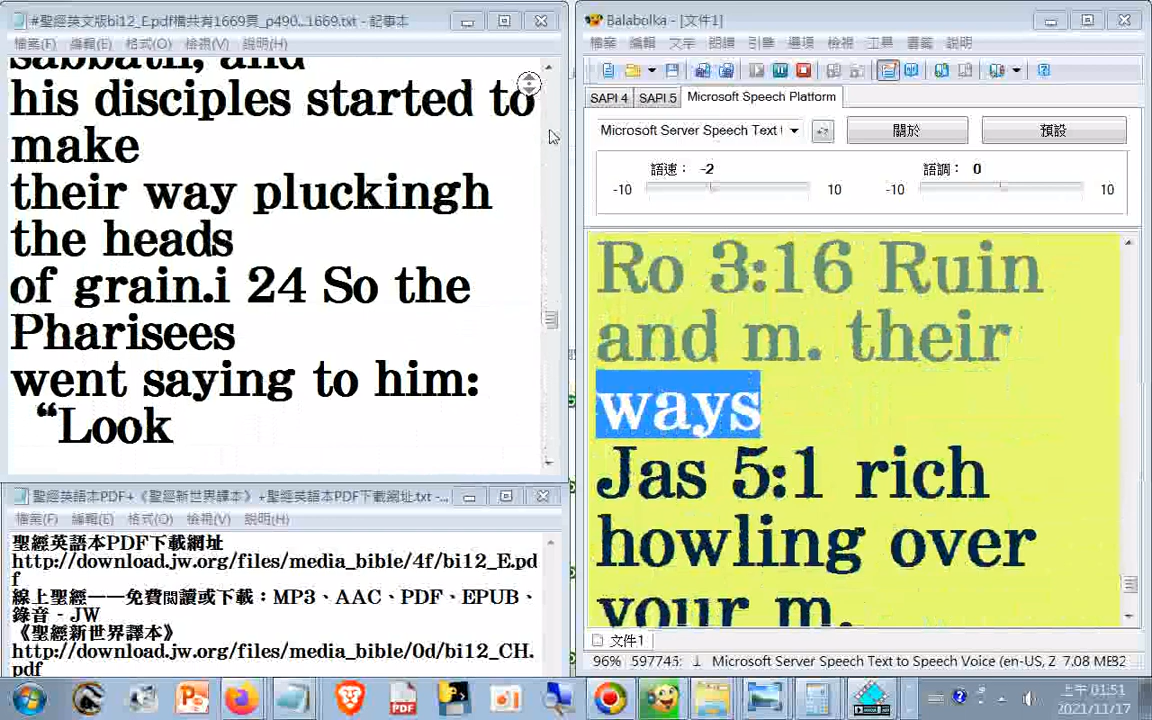 #聖經英文版bi12_E.pdf檔共有1669頁_p490...1669.txt - 記事本
檔案(F) 編輯(E) 格式(O) 檢視(V) 說明(H)
sabbath, and
his disciples started to
make
their way pluckingh
the heads
of grain.i 24 So the
Pharisees
went saying to him:
“Look
聖經英語本PDF+《聖經新世界譯本》+聖經英語本PDF下載網址.txt -...
檔案(F) 編輯(E) 格式(O) 檢視(V) 說明(H)
聖經英語本PDF下載網址
http://download.jw.org/files/media_bible/4f/bi12_E.pd
f
線上聖經——免費閱讀或下載：MP3、AAC、PDF、EPUB、
錄音 - JW
《聖經新世界譯本》
http://download.jw.org/files/media_bible/0d/bi12_CH.
pdf
Balabolka - [文件1]
檔案 編輯 文字 朗讀 引擎 選項 檢視 工具 書籤 說明
SAPI 4 SAPI 5 Microsoft Speech Platform
Microsoft Server Speech Text 關於 預設
語速： -2 語調： 0
-10 10 -10 10
Ro 3:16 Ruin
and m. their
ways
Jas 5:1 rich
howling over
your m.
文件1
96% Microsoft Server Speech Text to Speech Voice (en-US, Z 7.08 MB
上午 01:51
2021/11/17